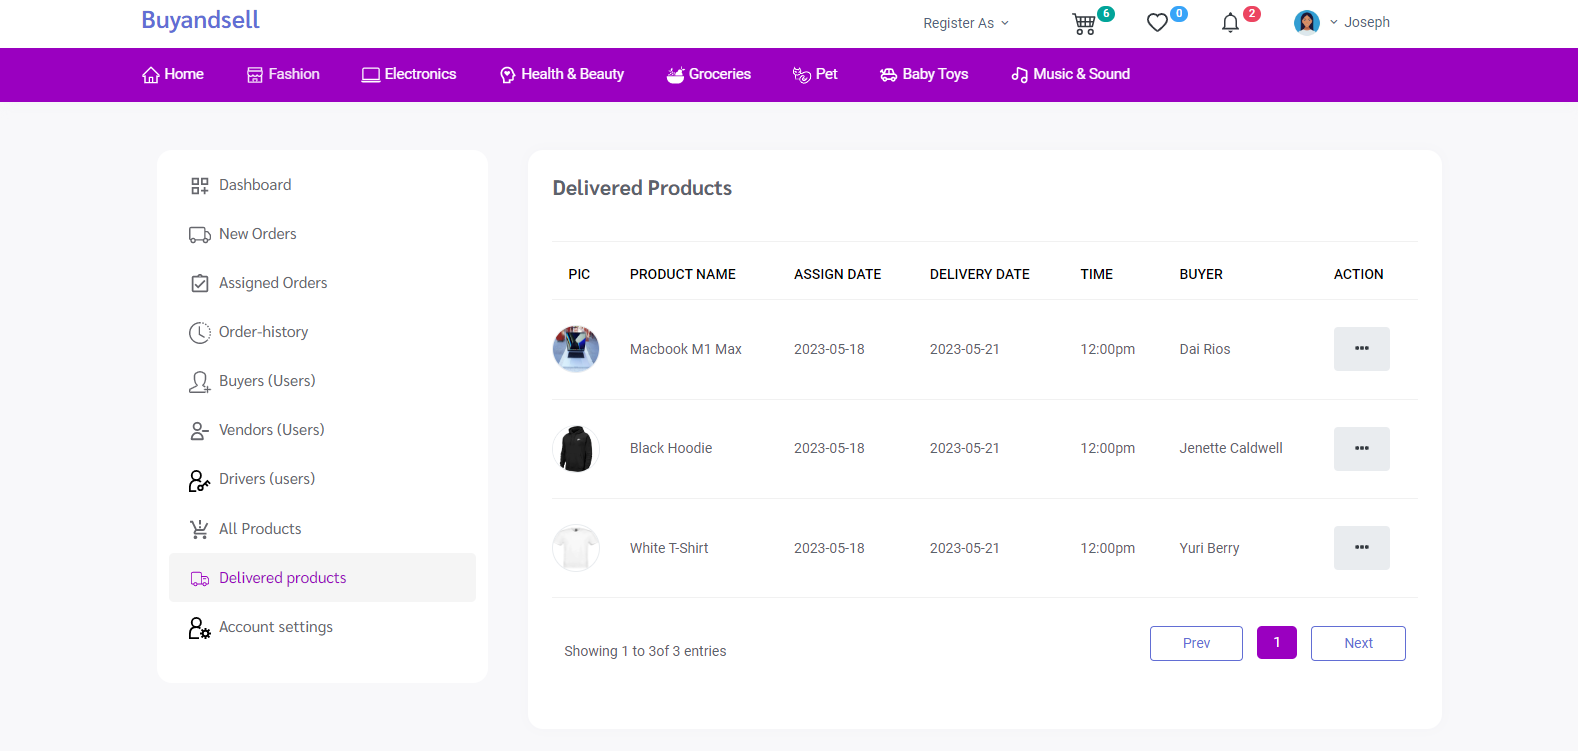 Buyandsell
Register As
6
0
2
Joseph
Home
Fashion
Electronics
Health & Beauty
Groceries
Pet
Baby Toys
Music & Sound
Dashboard
New Orders
Assigned Orders
Order-history
Buyers (Users)
Vendors (Users)
Drivers (users)
All Products
Delivered products
Account settings
Delivered Products
PIC PRODUCT NAME ASSIGN DATE DELIVERY DATE TIME BUYER ACTION
Macbook M1 Max 2023-05-18 2023-05-21 12:00pm Dai Rios
Black Hoodie 2023-05-18 2023-05-21 12:00pm Jenette Caldwell
White T-Shirt 2023-05-18 2023-05-21 12:00pm Yuri Berry
Showing 1 to 3of 3 entries
Prev 1 Next